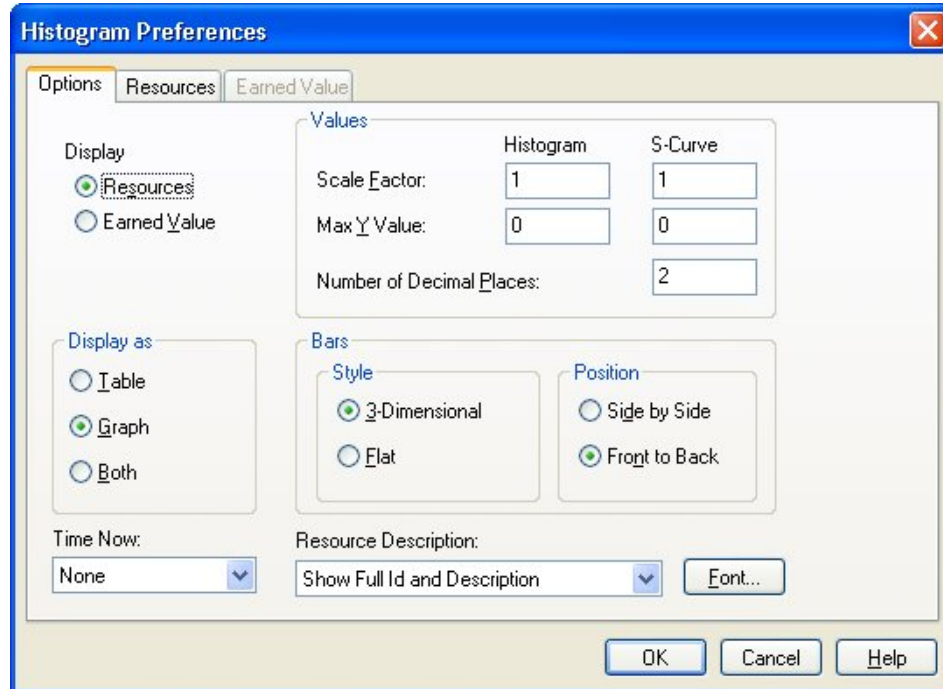 Histogram Preferences
Options Resources Earned Value
Display
Resources
Earned Value
Values
Histogram S-Curve
Scale Factor: 1 1
Max Y Value: 0 0
Number of Decimal Places: 2
Display as
Table
Graph
Both
Bars
Style
3-Dimensional
Flat
Position
Side by Side
Front to Back
Time Now:
None
Resource Description:
Show Full Id and Description
Font...
OK Cancel Help